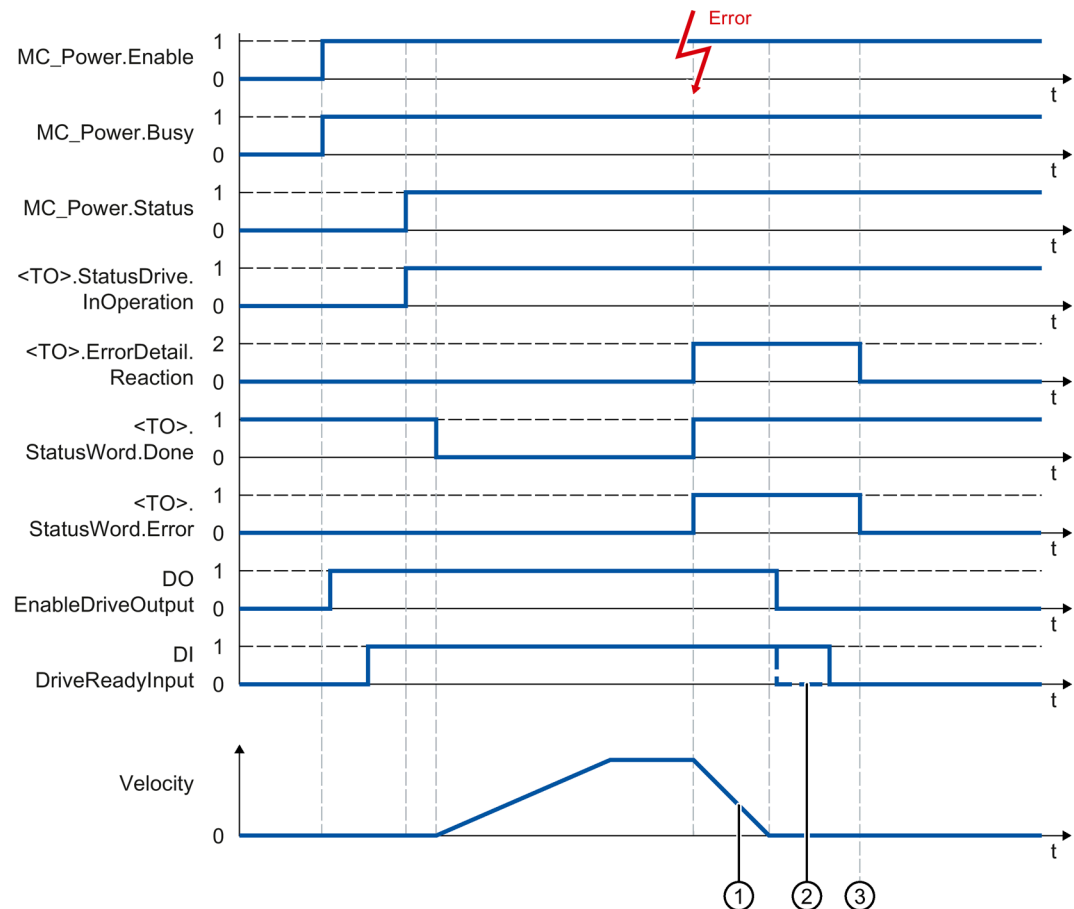 Error
MC_Power.Enable 1
0
t
MC_Power.Busy 1
0
t
MC_Power.Status 1
0
t
<TO>.StatusDrive. 1
InOperation 0
t
<TO>.ErrorDetail. 2
Reaction 0
t
<TO>. 1
StatusWord.Done 0
t
<TO>. 1
StatusWord.Error 0
t
DO 1
EnableDriveOutput 0
t
DI 1
DriveReadyInput 0
t
Velocity
0
t
1 2 3